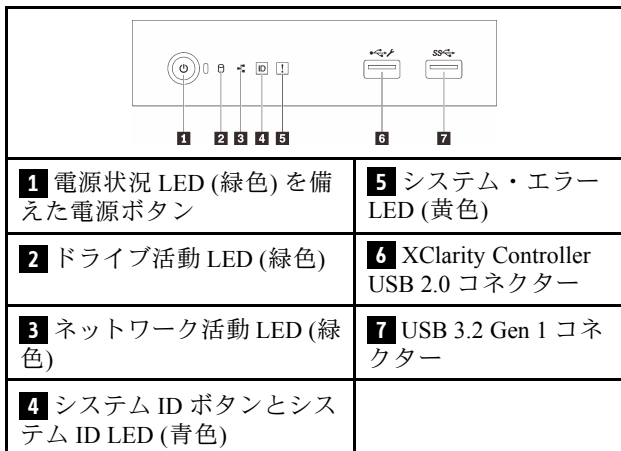 ID !
SS
1 2 3 4 5 6 7
1 電源状況 LED (緑色) を備
えた電源ボタン
5 システム・エラー
LED (黄色)
2 ドライブ活動 LED (緑色)
6 XClarity Controller
USB 2.0 コネクター
3 ネットワーク活動 LED (緑
色)
7 USB 3.2 Gen 1 コネ
クター
4 システム ID ボタンとシス
テム ID LED (青色)